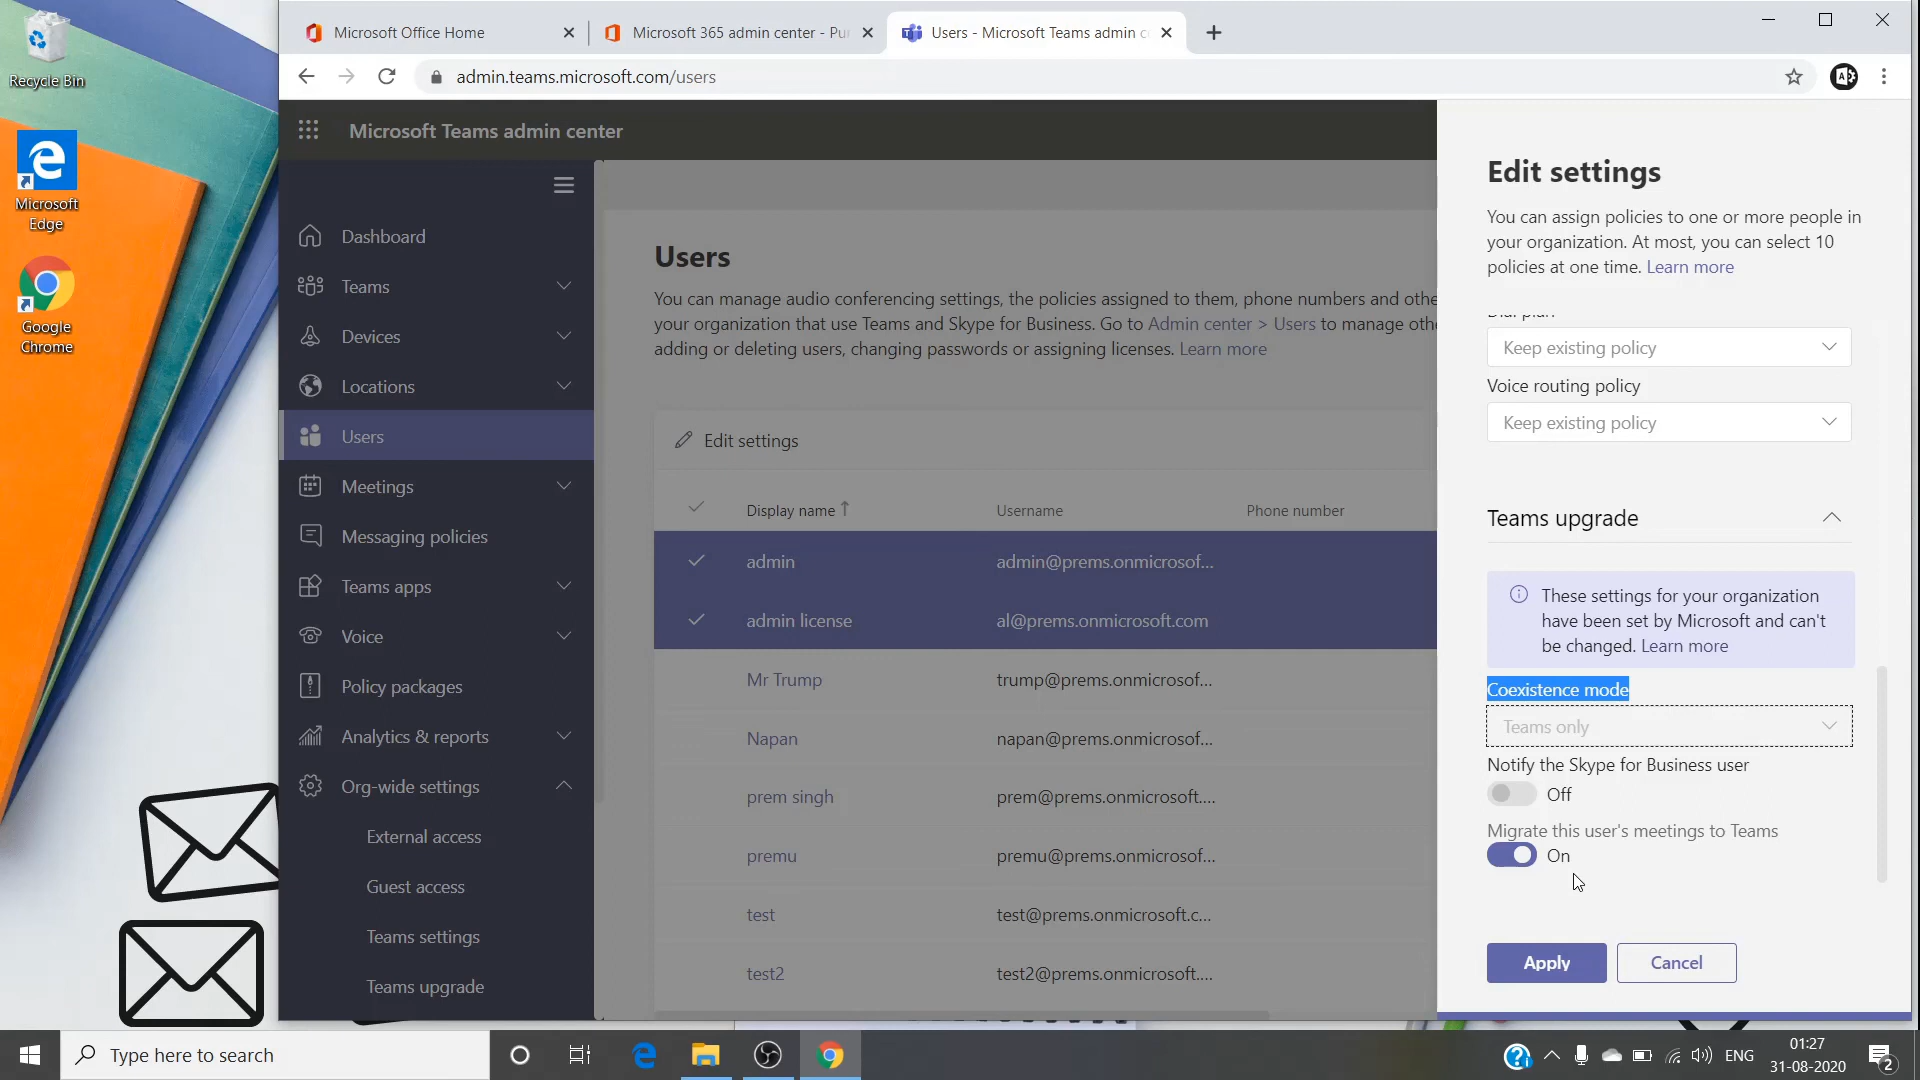 Recycle Bin
Microsoft
Edge
Google
Chrome
Microsoft Office Home
Microsoft 365 admin center - Pu
Users - Microsoft Teams admin c
admin.teams.microsoft.com/users
Microsoft Teams admin center
Dashboard
Teams
Devices
Locations
Users
Meetings
Messaging policies
Teams apps
Voice
Policy packages
Analytics & reports
Org-wide settings
External access
Guest access
Teams settings
Teams upgrade
Users
You can manage audio conferencing settings, the policies assigned to them, phone numbers and othe
your organization that use Teams and Skype for Business. Go to Admin center > Users to manage oth
adding or deleting users, changing passwords or assigning licenses. Learn more
Edit settings
Display name ↑ Username Phone number
admin admin@prems.onmicrosof...
admin license al@prems.onmicrosoft.com
Mr Trump trump@prems.onmicrosof...
Napan napan@prems.onmicrosof...
prem singh prem@prems.onmicrosoft....
premu premu@prems.onmicrosof...
test test@prems.onmicrosoft.c...
test2 test2@prems.onmicrosoft....
Edit settings
You can assign policies to one or more people in
your organization. At most, you can select 10
policies at one time. Learn more
Dial plan
Keep existing policy
Voice routing policy
Keep existing policy
Teams upgrade
These settings for your organization
have been set by Microsoft and can't
be changed. Learn more
Coexistence mode
Teams only
Notify the Skype for Business user
Off
Migrate this user's meetings to Teams
On
Apply Cancel
Type here to search
ENG
01:27
31-08-2020
2